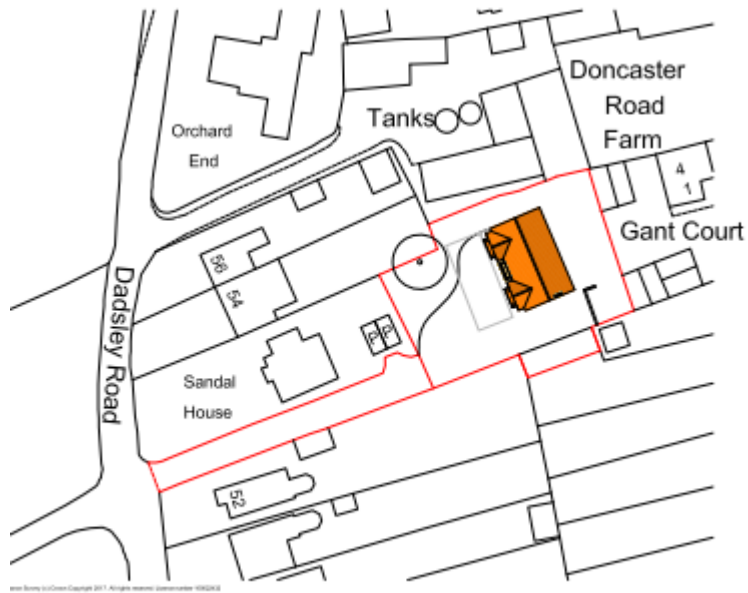 Doncaster
Road
Farm
Tanks
Orchard
End
4
1
Gant Court
56
54
Dadsley Road
P P
Sandal
House
52